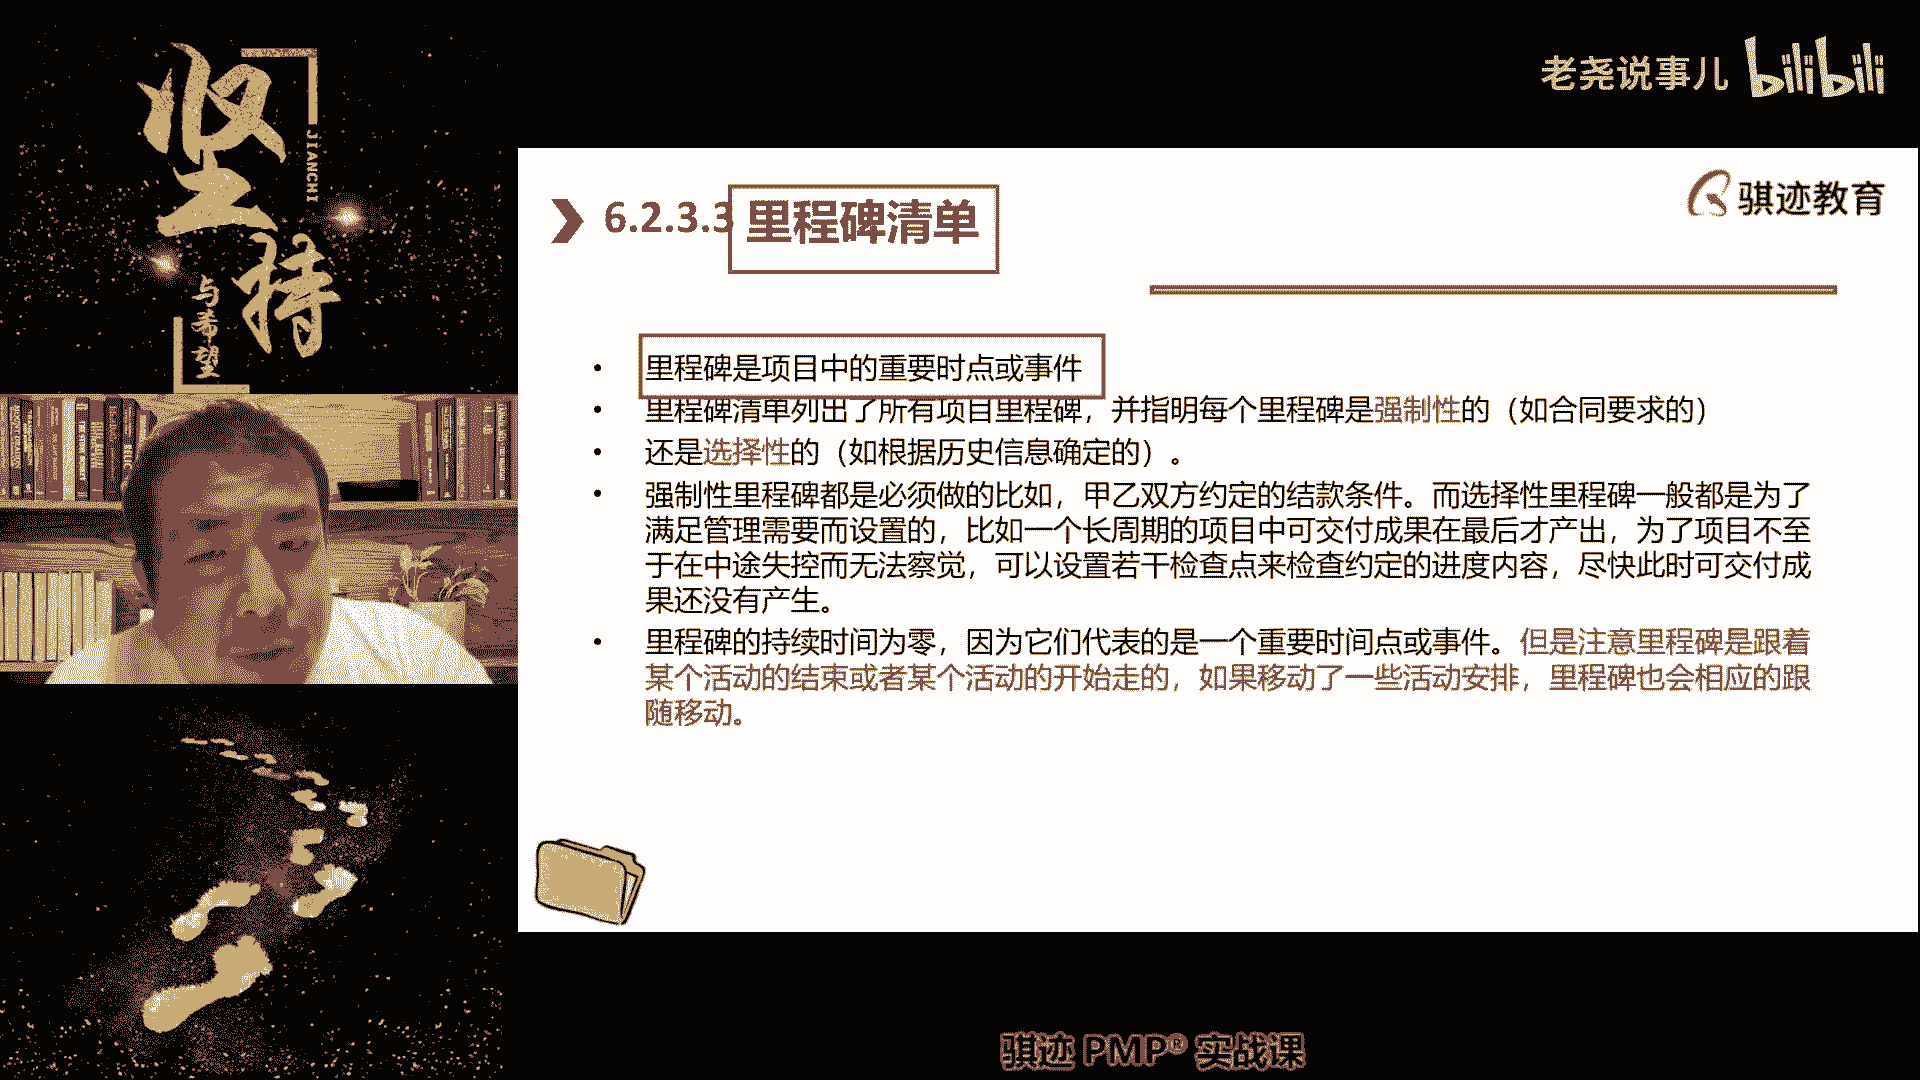 坚持
JIANCHI
与希望
老尧说事儿 bilibili
骐迹教育
6.2.3.3 里程碑清单
• 里程碑是项目中的重要时点或事件
• 里程碑清单列出了所有项目里程碑，并指明每个里程碑是强制性的（如合同要求的）
• 还是选择性的（如根据历史信息确定的）。
• 强制性里程碑都是必须做的比如，甲乙双方约定的结款条件。而选择性里程碑一般都是为了
满足管理需要而设置的，比如一个长周期的项目中可交付成果在最后才产出，为了项目不至
于在中途失控而无法察觉，可以设置若干检查点来检查约定的进度内容，尽快此时可交付成
果还没有产生。
• 里程碑的持续时间为零，因为它们代表的是一个重要时间点或事件。但是注意里程碑是跟着
某个活动的结束或者某个活动的开始走的，如果移动了一些活动安排，里程碑也会相应的跟
随移动。
骐迹 PMP® 实战课